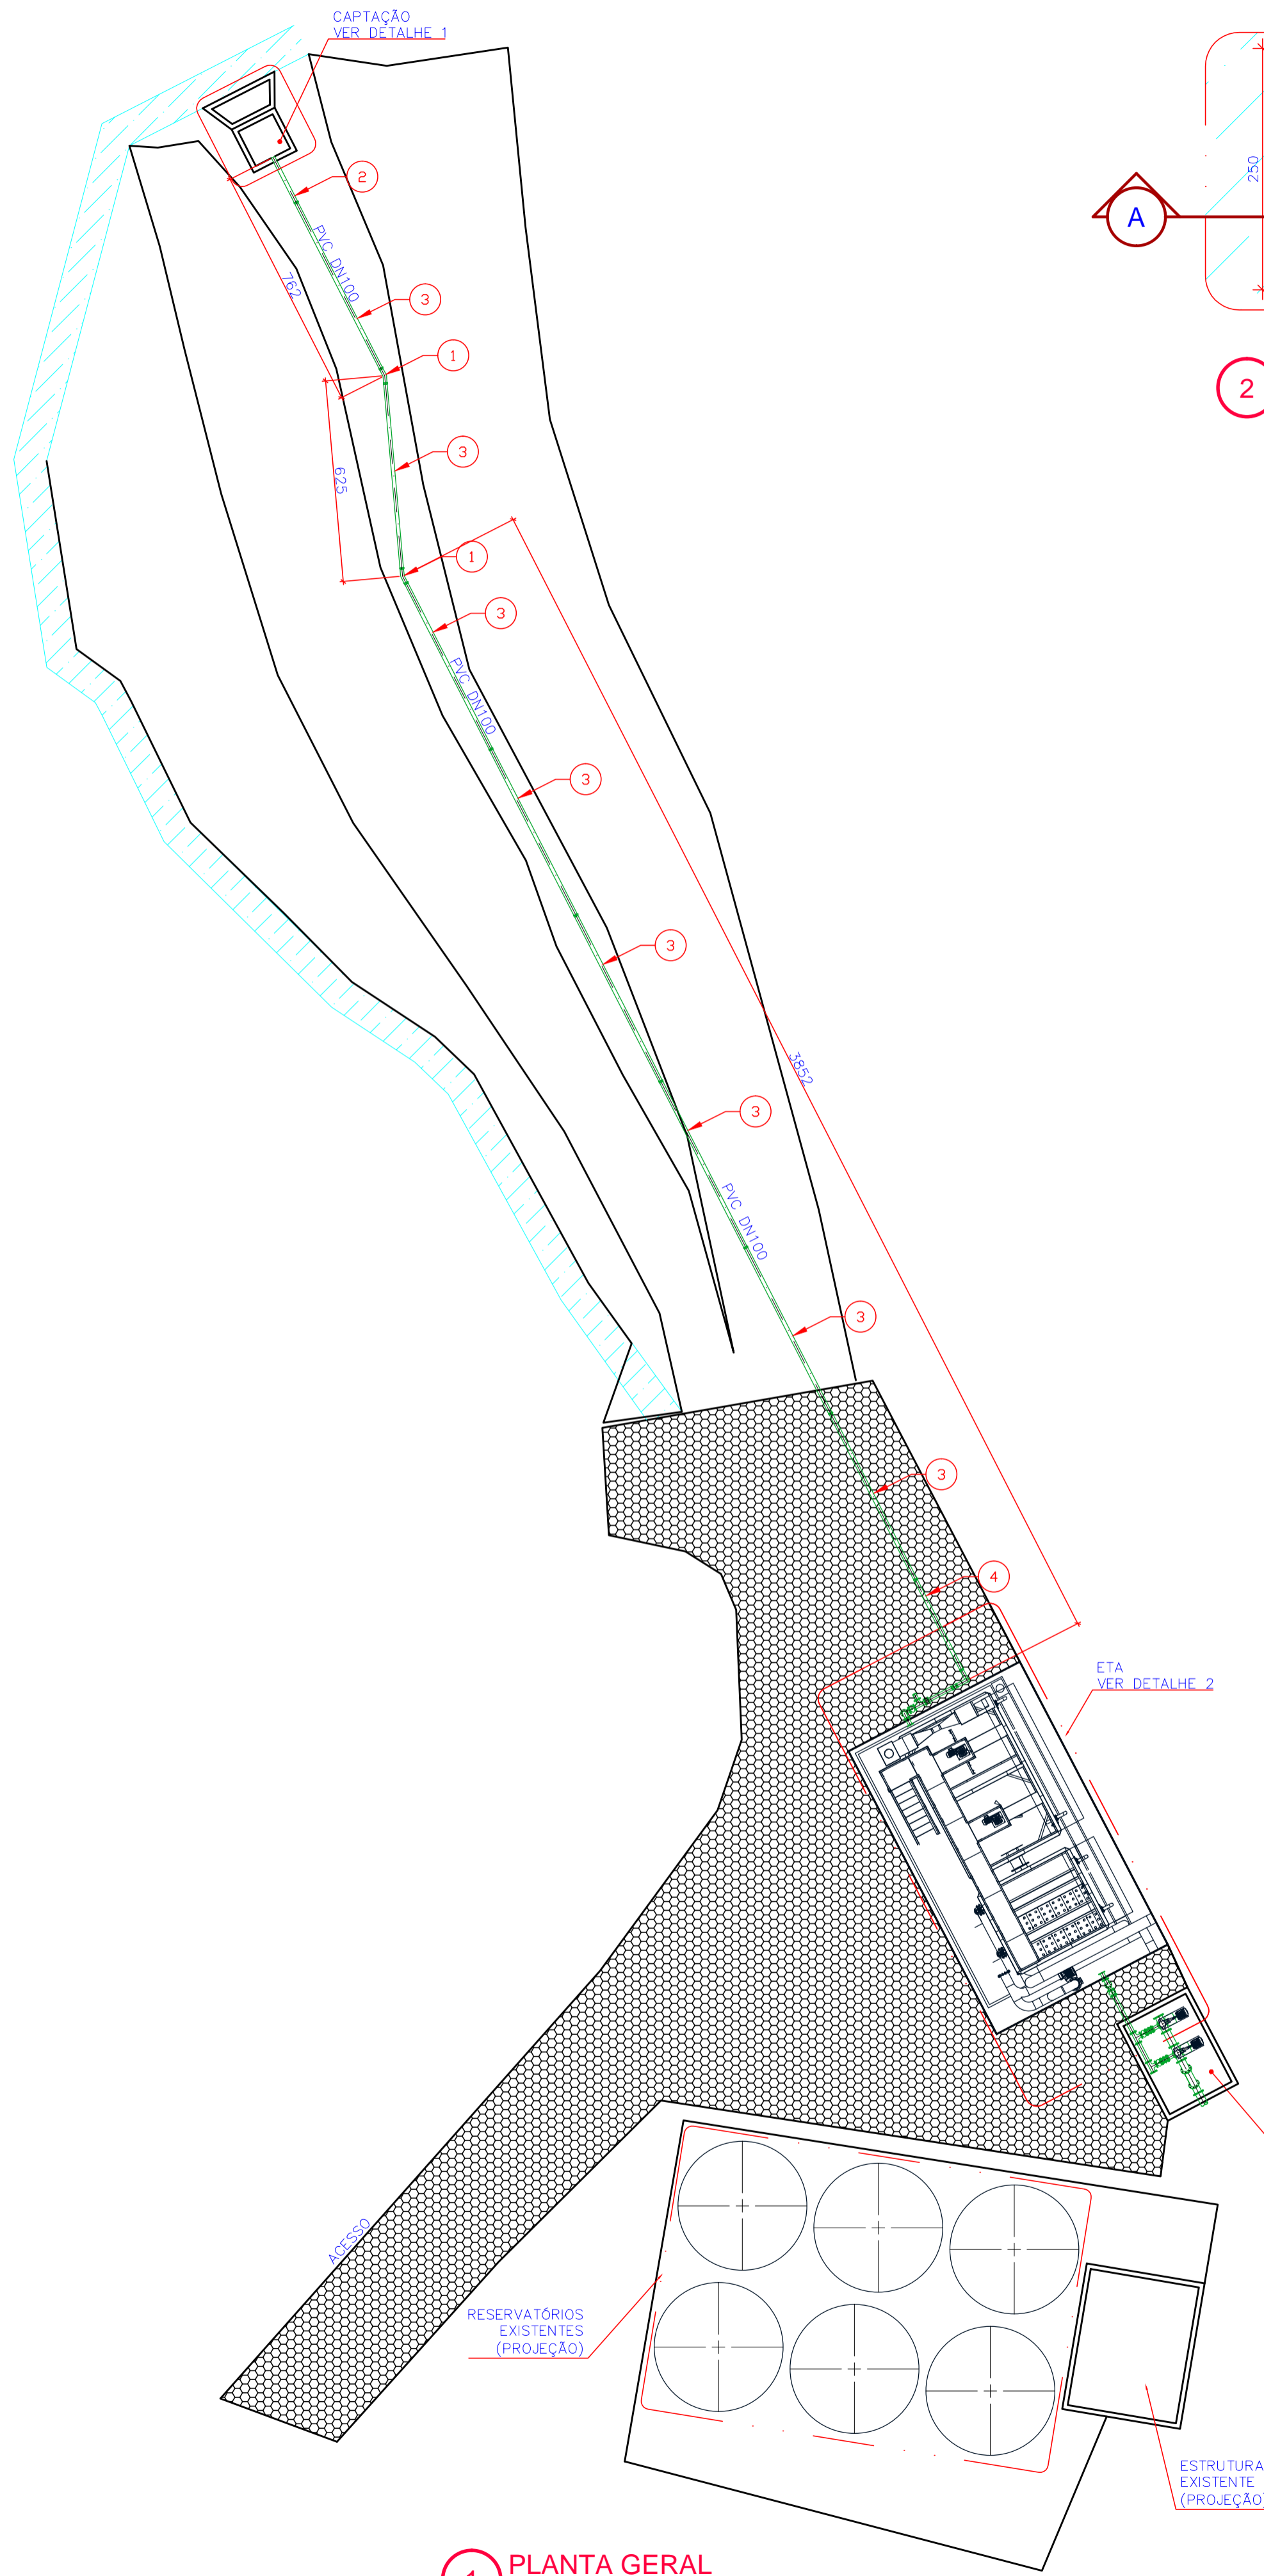 CAPTAÇÃO
VER DETALHE 1
250
A
2
2
PVC DN100
762
3
1
3
625
1
3
PVC DN100
3
3
3852
3
PVC DN100
3
3
4
ETA
VER DETALHE 2
ACESSO
RESERVATÓRIOS
EXISTENTES
(PROJEÇÃO)
ESTRUTURA
EXISTENTE
(PROJEÇÃO)
1
PLANTA GERAL